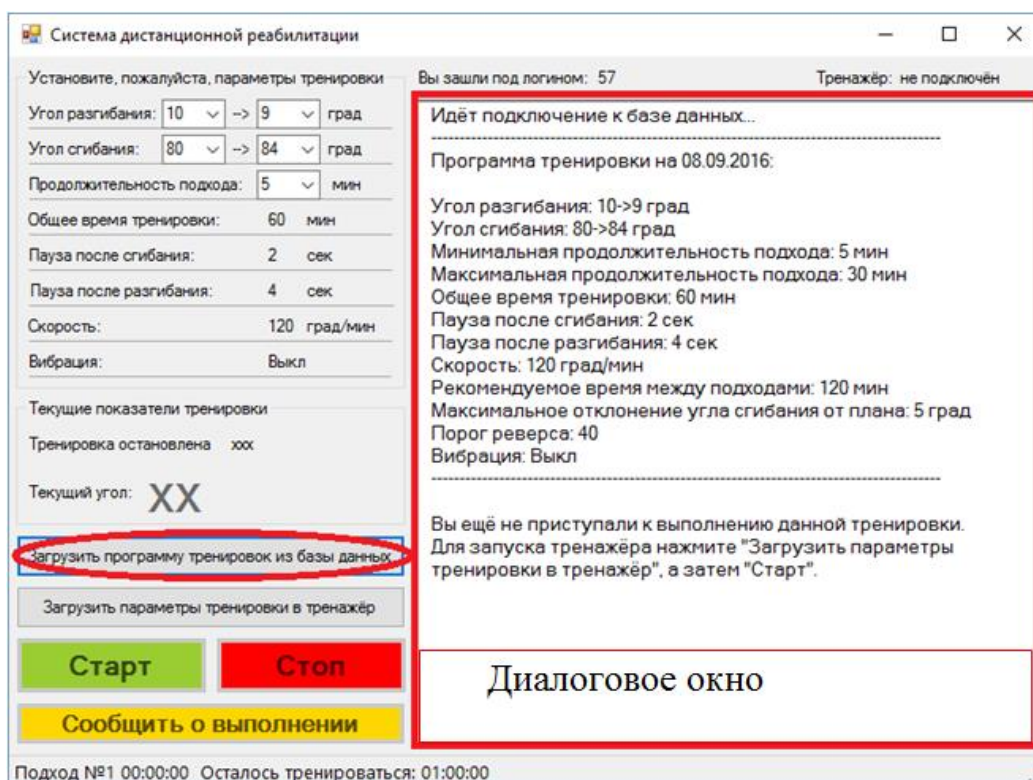 Система дистанционной реабилитации
Установите, пожалуйста, параметры тренировки
Угол разгибания: 10 --> 9 град
Угол сгибания: 80 --> 84 град
Продолжительность подхода: 5 мин
Общее время тренировки: 60 мин
Пауза после сгибания: 2 сек
Пауза после разгибания: 4 сек
Скорость: 120 град/мин
Вибрация: Выкл
Текущие показатели тренировки
Тренировка остановлена xxx
Текущий угол: XX
Загрузить программу тренировок из базы данных
Загрузить параметры тренировки в тренажёр
Старт Стоп
Сообщить о выполнении
Вы зашли под логином: 57 Тренажёр: не подключён
Идёт подключение к базе данных...
Программа тренировки на 08.09.2016:
Угол разгибания: 10->9 град
Угол сгибания: 80->84 град
Минимальная продолжительность подхода: 5 мин
Максимальная продолжительность подхода: 30 мин
Общее время тренировки: 60 мин
Пауза после сгибания: 2 сек
Пауза после разгибания: 4 сек
Скорость: 120 град/мин
Рекомендуемое время между подходами: 120 мин
Максимальное отклонение угла сгибания от плана: 5 град
Порог реверса: 40
Вибрация: Выкл
Вы ещё не приступали к выполнению данной тренировки.
Для запуска тренажёра нажмите "Загрузить параметры
тренировки в тренажёр", а затем "Старт".
Диалоговое окно
Подход №1 00:00:00 Осталось тренироваться: 01:00:00